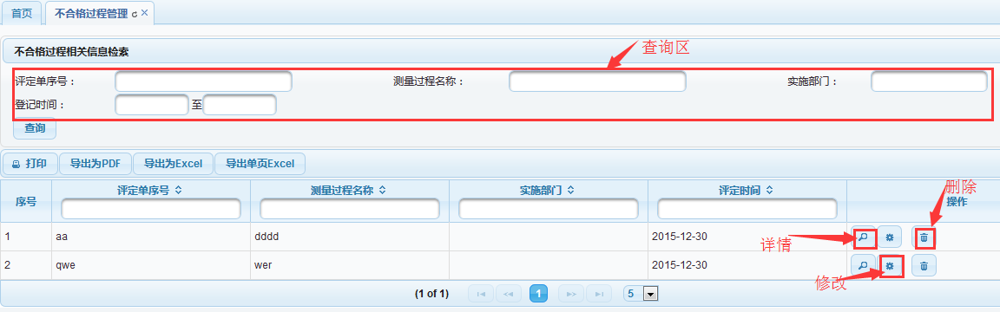 首页 不合格过程管理
不合格过程相关信息检索 查询区
评定单序号： 测量过程名称： 实施部门：
登记时间： 至
查询
打印 导出为PDF 导出为Excel 导出单页Excel
序号 评定单序号 测量过程名称 实施部门 评定时间 操作
删除
1 aa dddd 2015-12-30
详情
2 qwe wer 2015-12-30
修改
(1 of 1) 1 5